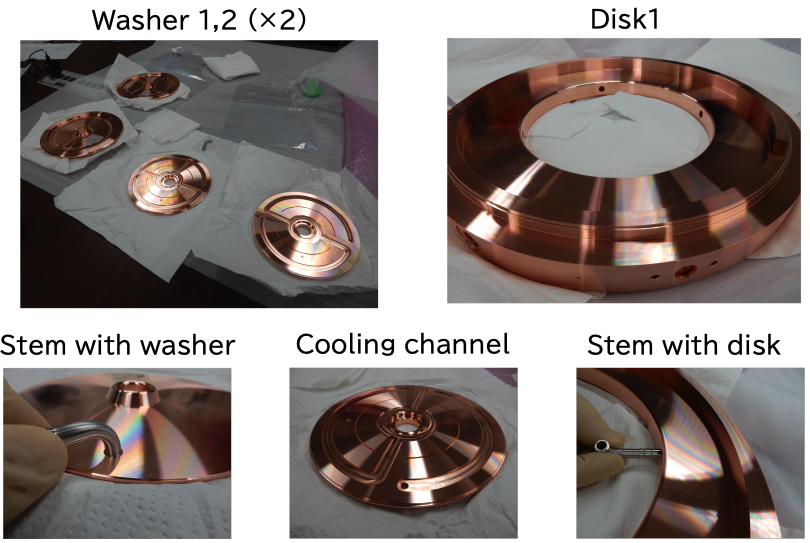 Washer 1,2 (×2)
Disk1
Stem with washer
Cooling channel
Stem with disk